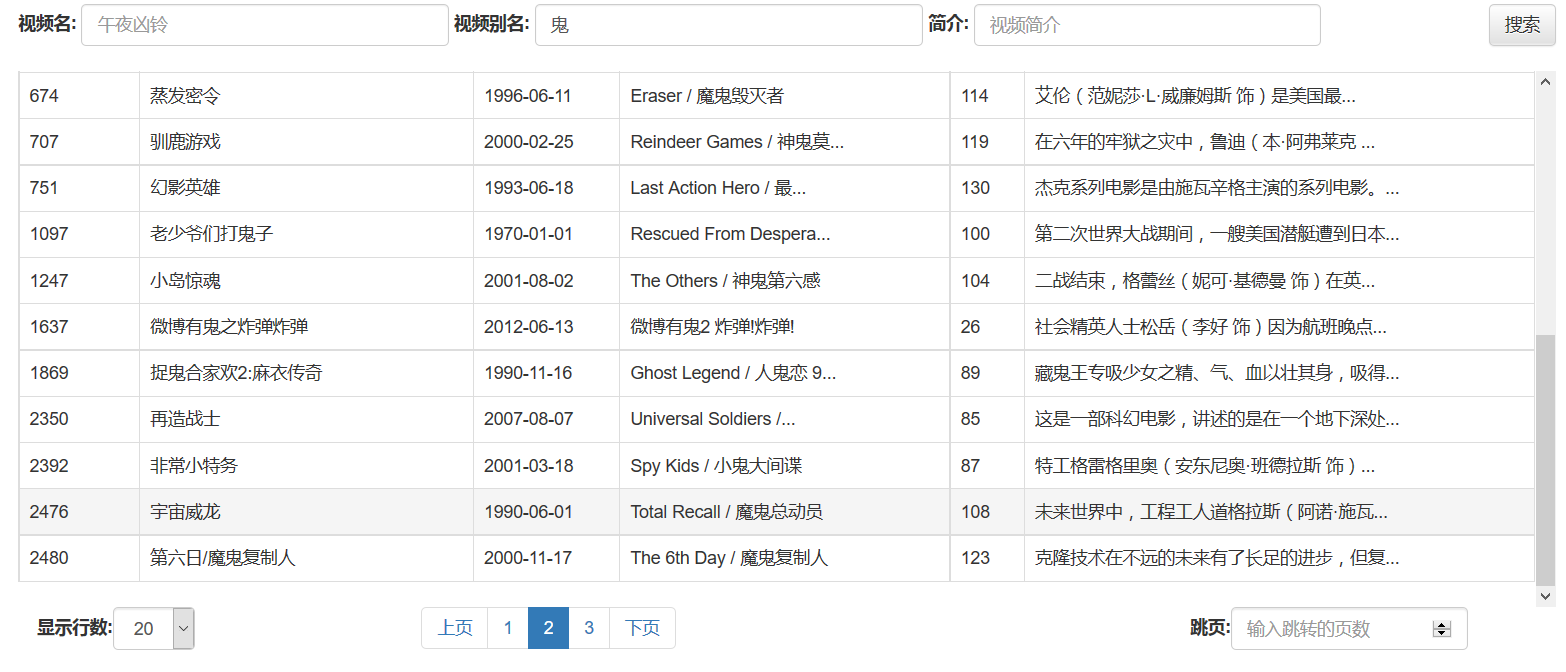 视频名: 午夜凶铃 视频别名: 鬼 简介: 视频简介 搜索
674 蒸发密令 1996-06-11 Eraser / 魔鬼毁灭者 114 艾伦（范妮莎·L·威廉姆斯 饰）是美国最...
707 驯鹿游戏 2000-02-25 Reindeer Games / 神鬼莫... 119 在六年的牢狱之灾中，鲁迪（本·阿弗莱克 ...
751 幻影英雄 1993-06-18 Last Action Hero / 最... 130 杰克系列电影是由施瓦辛格主演的系列电影。...
1097 老少爷们打鬼子 1970-01-01 Rescued From Despera... 100 第二次世界大战期间，一艘美国潜艇遭到日本...
1247 小岛惊魂 2001-08-02 The Others / 神鬼第六感 104 二战结束，格蕾丝（妮可·基德曼 饰）在英...
1637 微博有鬼之炸弹炸弹 2012-06-13 微博有鬼2 炸弹!炸弹! 26 社会精英人士松岳（李好 饰）因为航班晚点...
1869 捉鬼合家欢2:麻衣传奇 1990-11-16 Ghost Legend / 人鬼恋 9... 89 藏鬼王专吸少女之精、气、血以壮其身，吸得...
2350 再造战士 2007-08-07 Universal Soldiers /... 85 这是一部科幻电影，讲述的是在一个地下深处...
2392 非常小特务 2001-03-18 Spy Kids / 小鬼大间谍 87 特工格雷格里奥（安东尼奥·班德拉斯 饰）...
2476 宇宙威龙 1990-06-01 Total Recall / 魔鬼总动员 108 未来世界中，工程工人道格拉斯（阿诺·施瓦...
2480 第六日/魔鬼复制人 2000-11-17 The 6th Day / 魔鬼复制人 123 克隆技术在不远的未来有了长足的进步，但复...
显示行数: 20 上页 1 2 3 下页 跳页: 输入跳转的页数